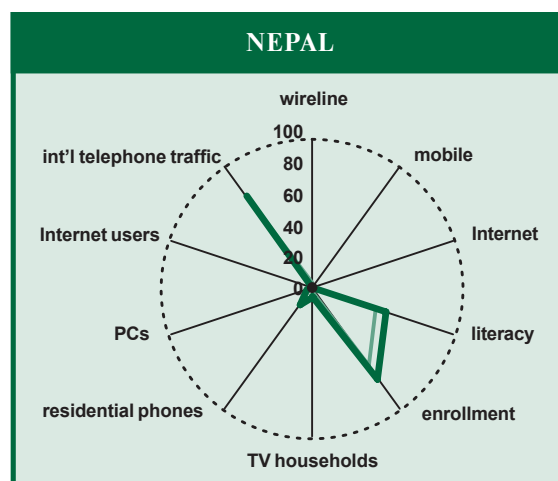 NEPAL
wireline
100
int'l telephone traffic
mobile
80
60
Internet users
40
Internet
20
0
PCs
literacy
residential phones
enrollment
TV households